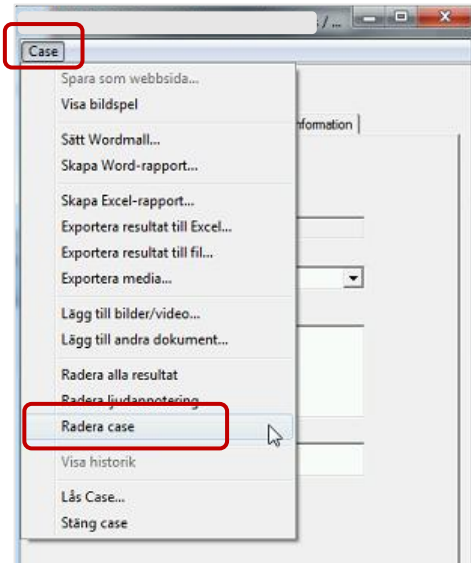 / ...
Case
Spara som webbsida...
Visa bildspel
nformation
Sätt Wordmall...
Skapa Word-rapport...
Skapa Excel-rapport...
Exportera resultat till Excel...
Exportera resultat till fil...
Exportera media...
Lägg till bilder/video...
Lägg till andra dokument...
Radera alla resultat
Radera ljudannotering
Radera case
Visa historik
Lås Case...
Stäng case